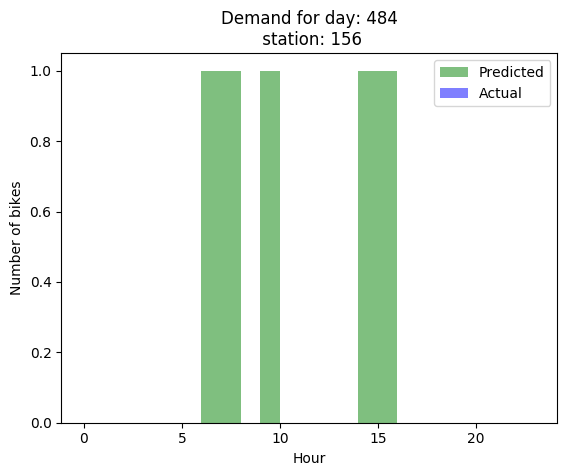 Demand for day: 484
station: 156
Predicted
Actual
Number of bikes
1.0
0.8
0.6
0.4
0.2
0.0
0 5 10 15 20
Hour